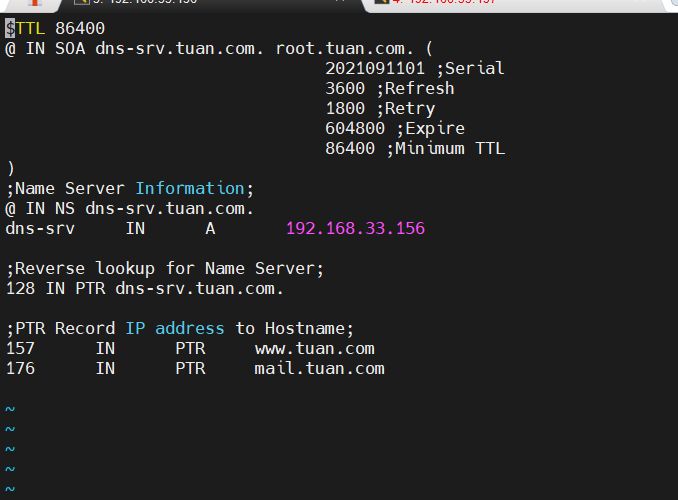 $TTL 86400
@ IN SOA dns-srv.tuan.com. root.tuan.com. (
2021091101 ;Serial
3600 ;Refresh
1800 ;Retry
604800 ;Expire
86400 ;Minimum TTL
)
;Name Server Information;
@ IN NS dns-srv.tuan.com.
dns-srv IN A 192.168.33.156
;Reverse lookup for Name Server;
128 IN PTR dns-srv.tuan.com.
;PTR Record IP address to Hostname;
157 IN PTR www.tuan.com
176 IN PTR mail.tuan.com
~
~
~
~
~